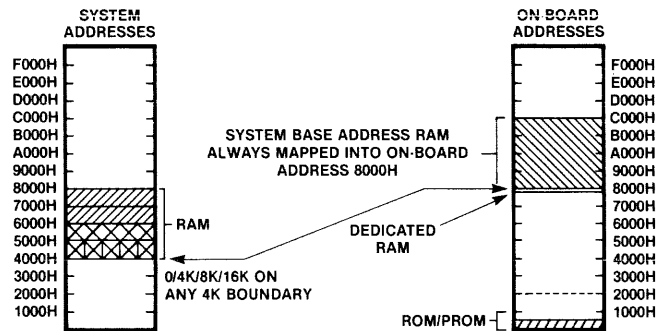 SYSTEM
ADDRESSES
F000H
E000H
D000H
C000H
B000H
A000H
9000H
8000H
7000H
6000H
5000H
4000H
3000H
2000H
1000H
RAM
0/4K/8K/16K ON
ANY 4K BOUNDARY
SYSTEM BASE ADDRESS RAM
ALWAYS MAPPED INTO ON-BOARD
ADDRESS 8000H
DEDICATED
RAM
ROM/PROM
ON-BOARD
ADDRESSES
F000H
E000H
D000H
C000H
B000H
A000H
9000H
8000H
7000H
6000H
5000H
4000H
3000H
2000H
1000H